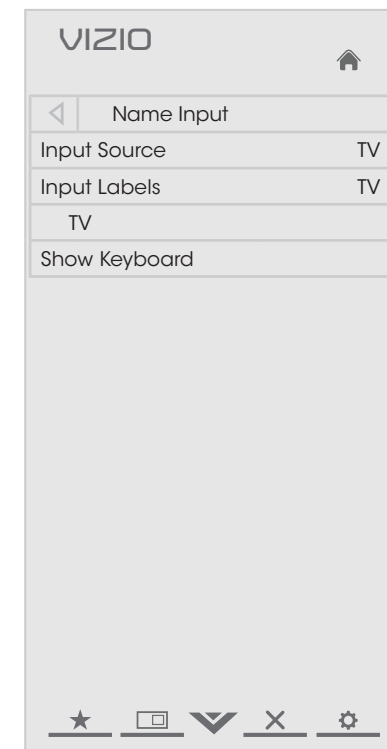 VIZIO
Name Input
Input Source TV
Input Labels TV
TV
Show Keyboard